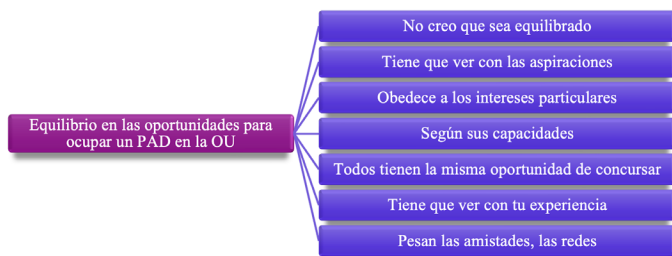 Equilibrio en las oportunidades para
ocupar un PAD en la OU
No creo que sea equilibrado
Tiene que ver con las aspiraciones
Obedece a los intereses particulares
Según sus capacidades
Todos tienen la misma oportunidad de concursar
Tiene que ver con tu experiencia
Pesan las amistades, las redes